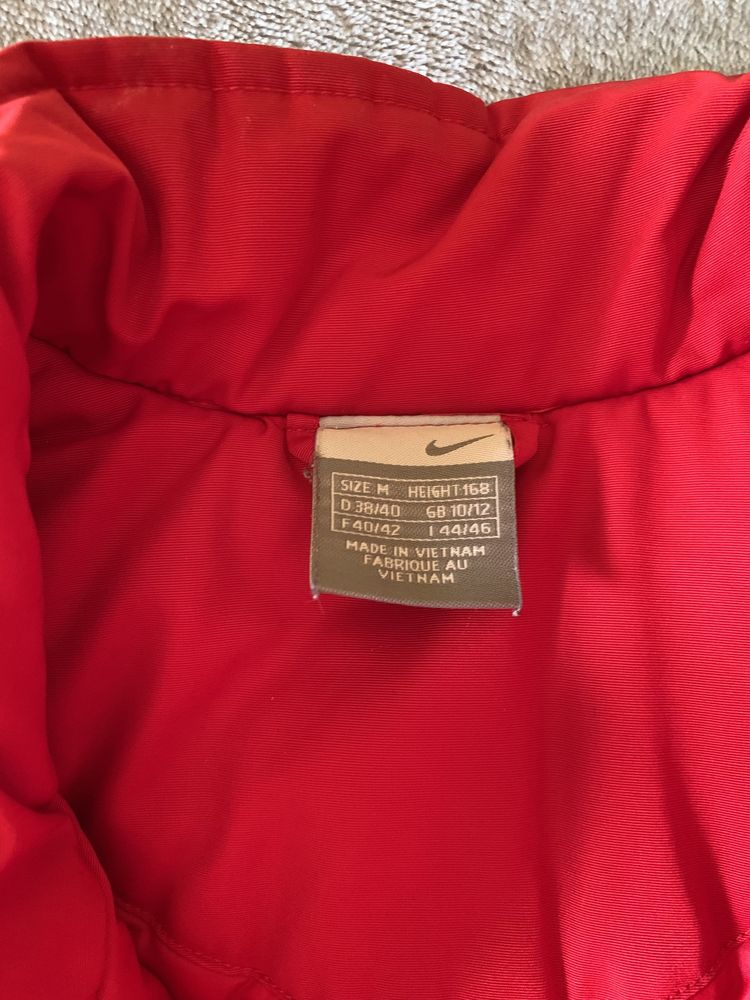 SIZE M HEIGHT 168
D 38/40 GB 10/12
F 40/42 I 44/46
MADE IN VIETNAM
FABRIQUE AU
VIETNAM